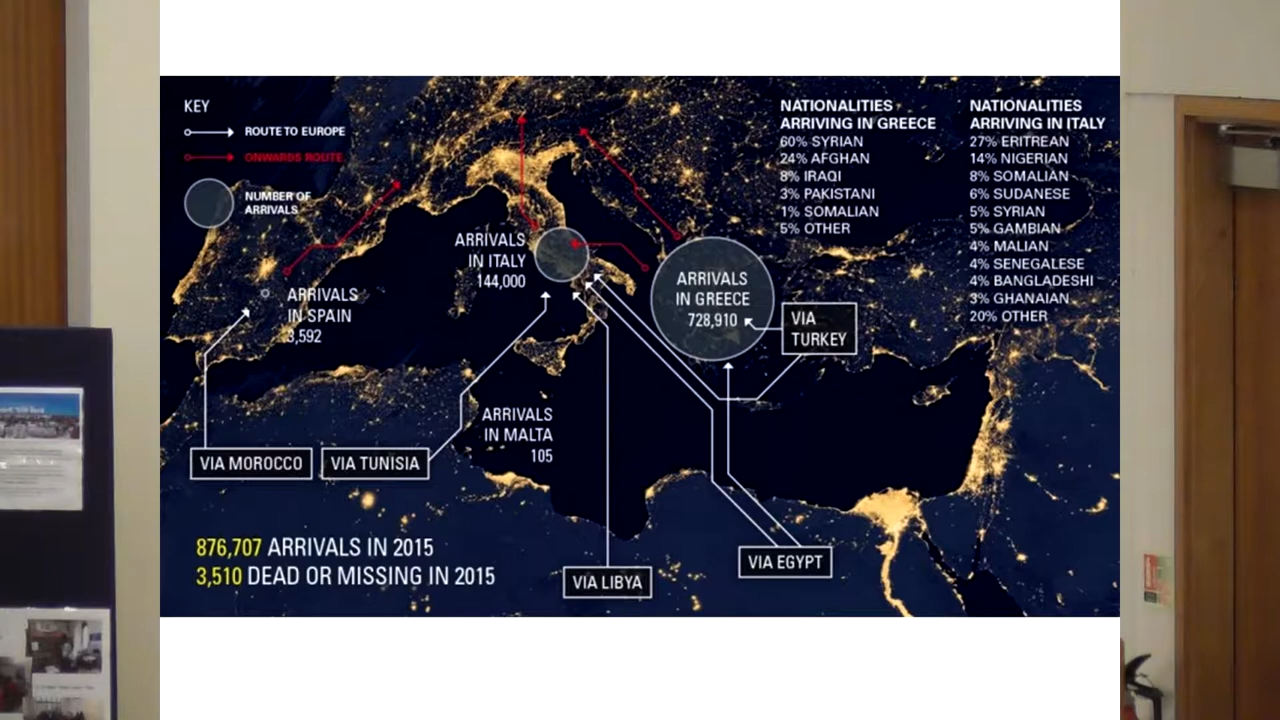 KEY
ROUTE TO EUROPE
ONWARDS ROUTE
NUMBER OF
ARRIVALS
NATIONALITIES
ARRIVING IN GREECE
60% SYRIAN
24% AFGHAN
8% IRAQI
3% PAKISTANI
1% SOMALIAN
5% OTHER
NATIONALITIES
ARRIVING IN ITALY
27% ERITREAN
14% NIGERIAN
8% SOMALIAN
6% SUDANESE
5% SYRIAN
5% GAMBIAN
4% MALIAN
4% SENEGALESE
4% BANGLADESHI
3% GHANAIAN
20% OTHER
ARRIVALS
IN ITALY
144,000
ARRIVALS
IN GREECE
728,910
VIA
TURKEY
ARRIVALS
IN SPAIN
3,592
ARRIVALS
IN MALTA
105
VIA MOROCCO
VIA TUNISIA
VIA LIBYA
VIA EGYPT
876,707 ARRIVALS IN 2015
3,510 DEAD OR MISSING IN 2015